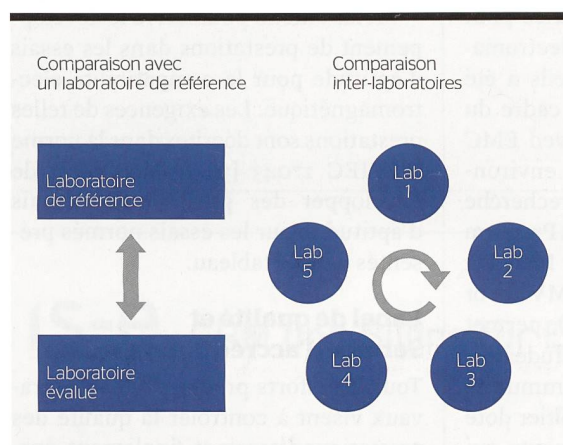 Comparaison avec
un laboratoire de référence
Laboratoire
de référence
Laboratoire
évalué
Comparaison
inter-laboratoires
Lab
1
Lab
2
Lab
3
Lab
4
Lab
5